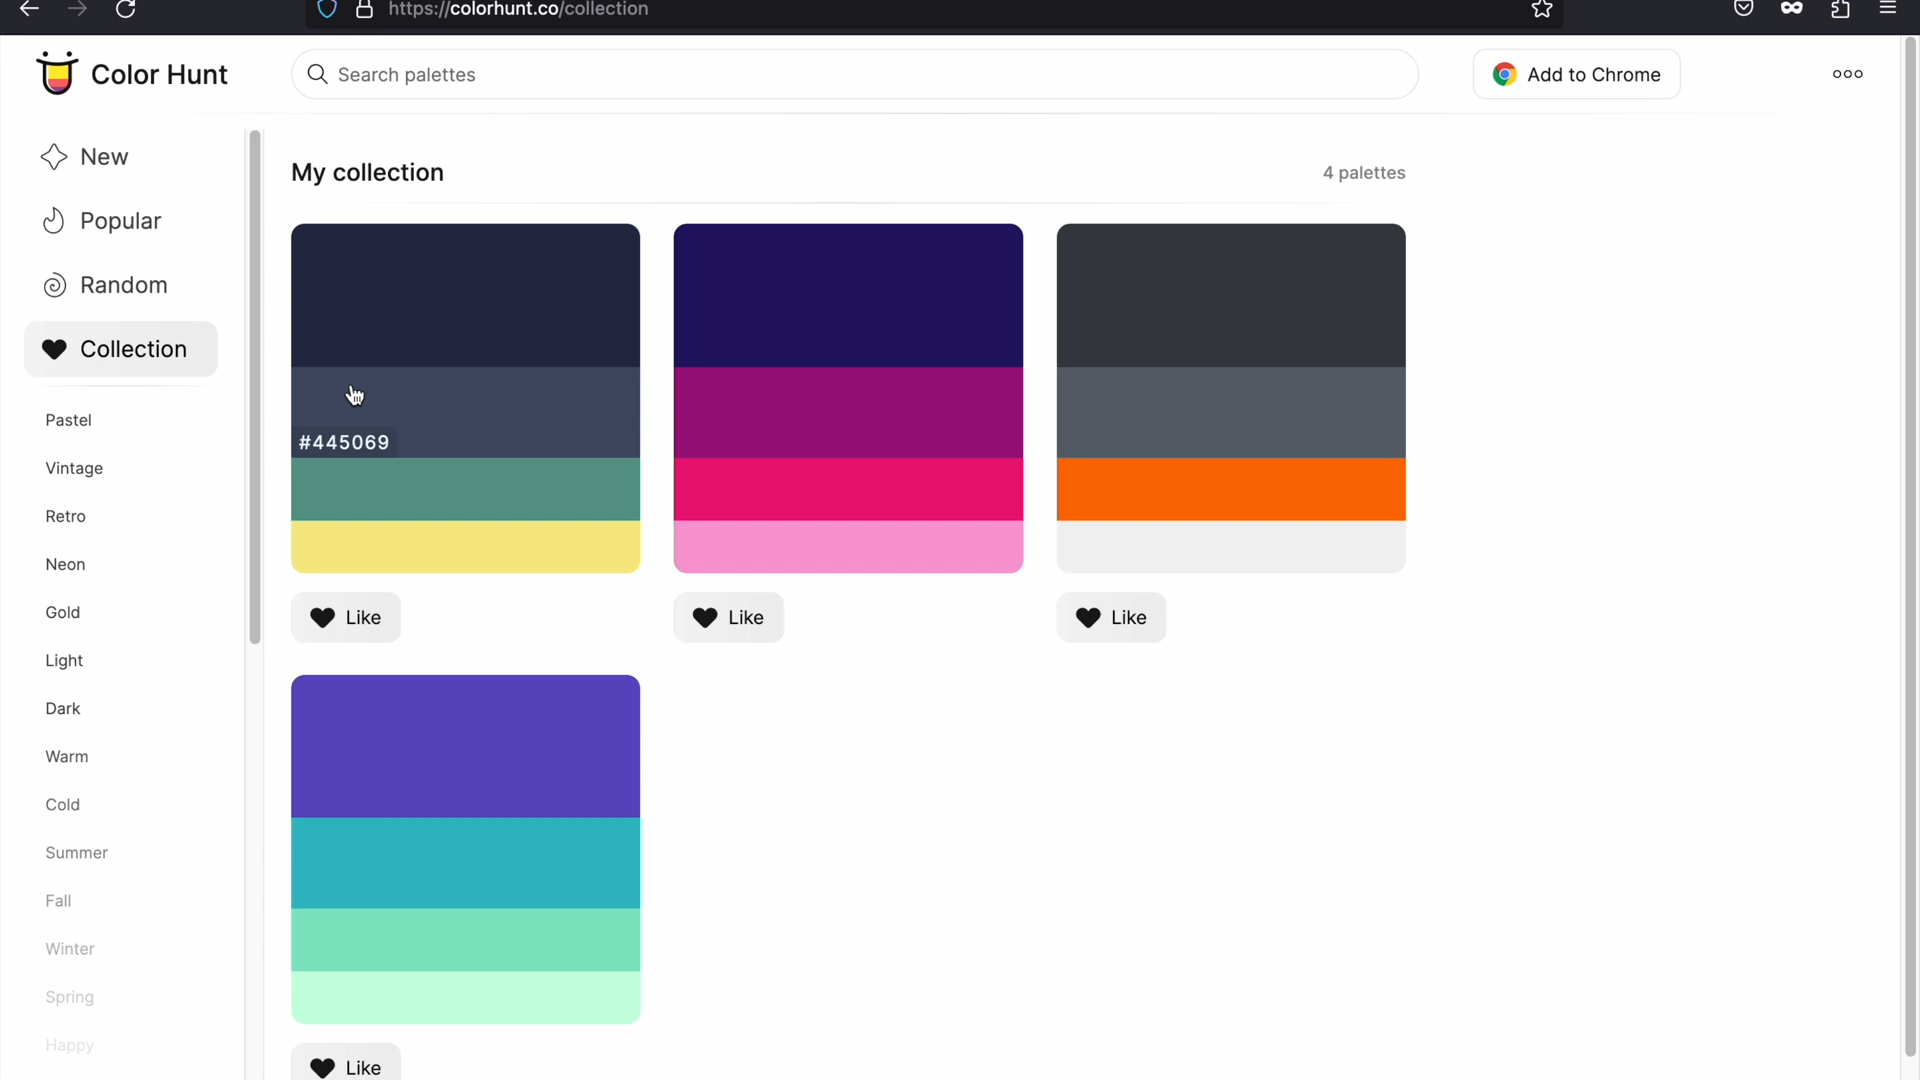 https://colorhunt.co/collection
Color Hunt
Search palettes
Add to Chrome
New
Popular
Random
Collection
Pastel
Vintage
Retro
Neon
Gold
Light
Dark
Warm
Cold
Summer
Fall
Winter
Spring
Happy
My collection
4 palettes
#445069
Like
Like
Like
Like